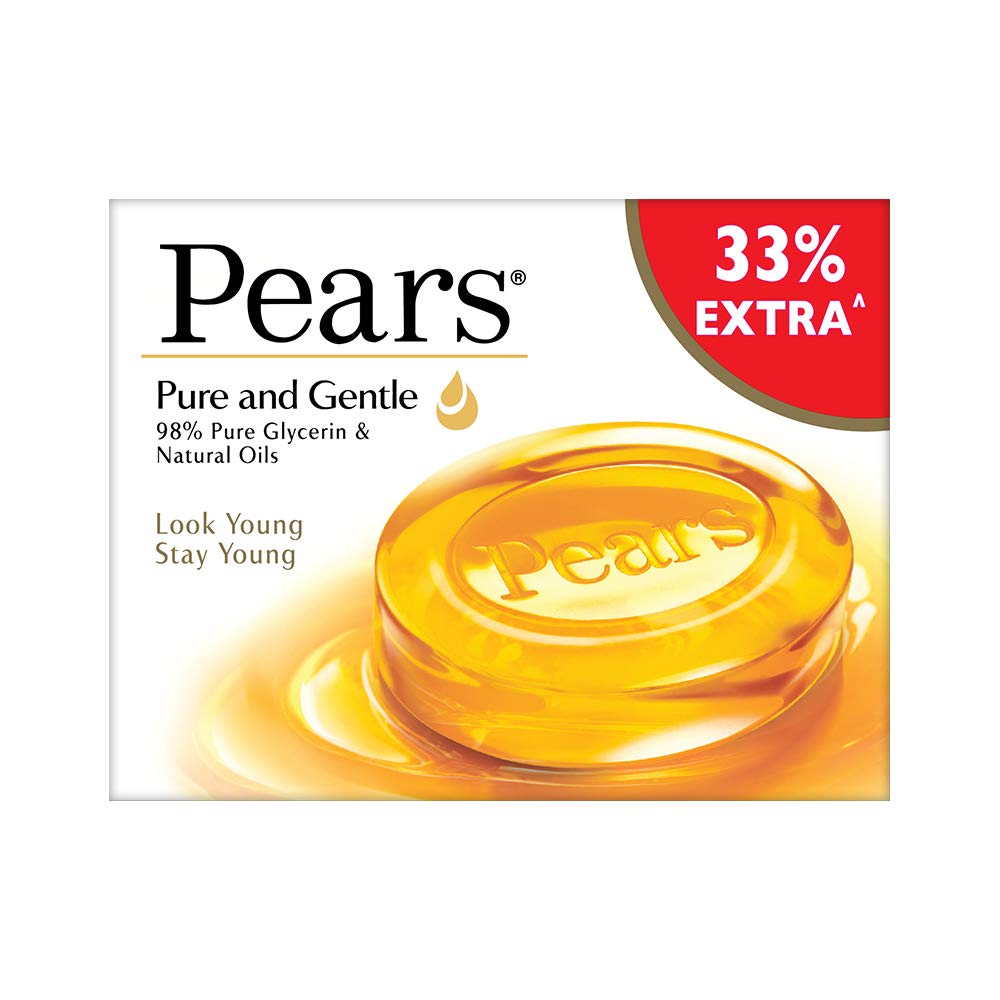 Pears®
33%
EXTRA^
Pure and Gentle
98% Pure Glycerin &
Natural Oils
Look Young
Stay Young
Pears